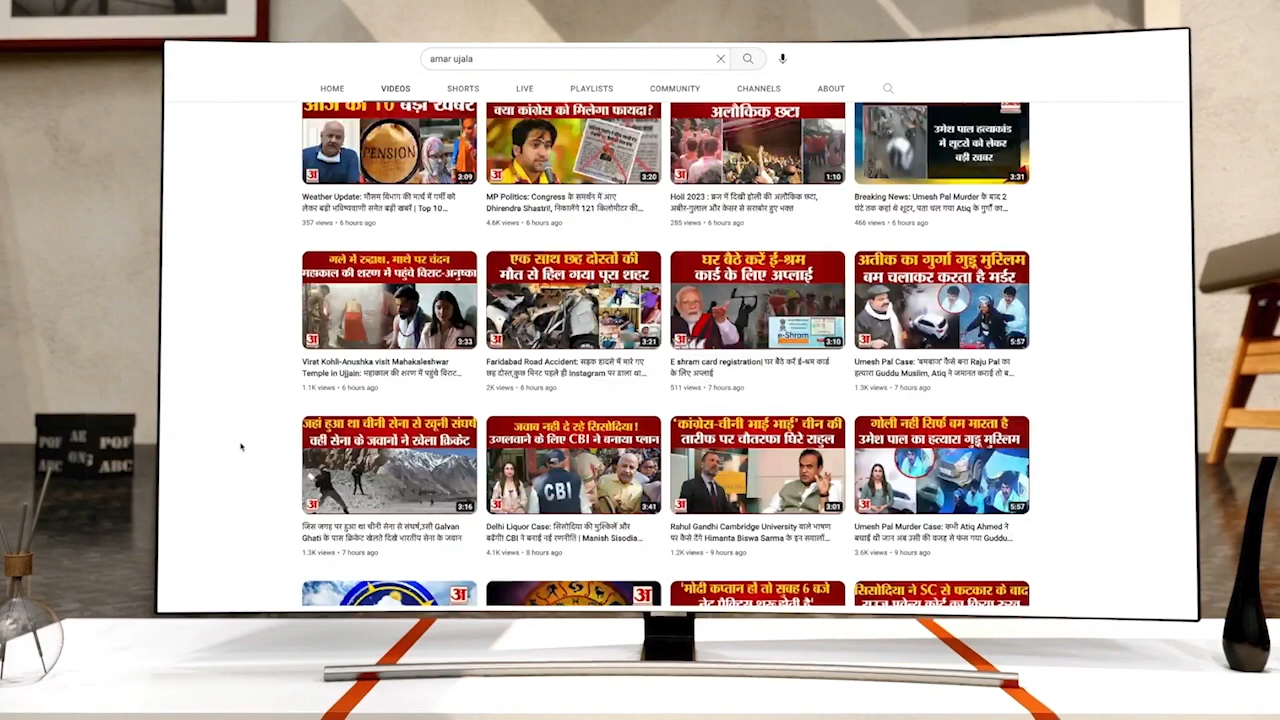 amar ujala
HOME VIDEOS SHORTS LIVE PLAYLISTS COMMUNITY CHANNELS ABOUT
आज की 10 बड़ी खबर
PENSION
3:09
Weather Update: मौसम विभाग की मार्च में गर्मी को
लेकर बड़ी भविष्यवाणी समेत बड़ी खबरें | Top 10...
357 views • 6 hours ago
क्या कांग्रेस को मिलेगा फायदा?
3:20
MP Politics: Congress के समर्थन में आए
Dhirendra Shastri, निकालेंगे 121 किलोमीटर की...
4.6K views • 6 hours ago
अलौकिक छटा
1:10
Holi 2023 : ब्रज में दिखी होली की अलौकिक छटा,
अबीर-गुलाल और केसर से सराबोर हुए भक्त
285 views • 6 hours ago
उमेश पाल हत्याकांड
में शूटरों को लेकर
बड़ी खबर
3:31
Breaking News: Umesh Pal Murder के बाद 2
घंटे तक कहां थे शूटर, पता चल गया Atiq के गुर्गों का...
466 views • 6 hours ago
गले में रुद्राक्ष, माथे पर चंदन
महाकाल की शरण में पहुंचे विराट-अनुष्का
3:33
Virat Kohli-Anushka visit Mahakaleshwar
Temple in Ujjain: महाकाल की शरण में पहुंचे विराट...
1.1K views • 6 hours ago
एक साथ छह दोस्तों की
मौत से हिल गया पूरा शहर
3:21
Faridabad Road Accident: सड़क हादसे में मारे गए
छह दोस्त,कुछ मिनट पहले ही Instagram पर डाला था...
2K views • 6 hours ago
घर बैठे करें ई-श्रम
कार्ड के लिए अप्लाई
e-Shram
3:10
E shram card registration| घर बैठे करें ई-श्रम कार्ड
के लिए अप्लाई
511 views • 7 hours ago
अतीक का गुर्गा गुड्डू मुस्लिम
बम चलाकर करता है मर्डर
5:57
Umesh Pal Case: 'बमबाज' कैसे बना Raju Pal का
हत्यारा Guddu Muslim, Atiq ने जमानत कराई तो ब...
1.3K views • 7 hours ago
जहां हुआ था चीनी सेना से खूनी संघर्ष
वहीं सेना के जवानों ने खेला क्रिकेट
3:16
जिस जगह पर हुआ था चीनी सेना से संघर्ष,उसी Galvan
Ghati के पास क्रिकेट खेलते दिखे भारतीय सेना के जवान
1.3K views • 7 hours ago
जवाब नही दे रहे सिसोदिया !
उगलवाने के लिए CBI ने बनाया प्लान
CBI
3:41
Delhi Liquor Case: सिसोदिया की मुश्किलें और
बढ़ेंगी! CBI ने बनाई नई रणनीति | Manish Sisodia...
4.1K views • 8 hours ago
'कांग्रेस-चीनी भाई भाई' चीन की
तारीफ पर चौतरफा घिरे राहुल
3:01
Rahul Gandhi Cambridge University वाले भाषण
पर कैसे देंगे Himanta Biswa Sarma के इन सवालों...
1.2K views • 9 hours ago
गोली नही सिर्फ बम मारता है
उमेश पाल का हत्यारा गुड्डू मुस्लिम
5:57
Umesh Pal Murder Case: कभी Atiq Ahmed ने
बचाई थी जान अब उसी की वजह से फंस गया Guddu...
3.6K views • 9 hours ago
अ
अ
'मोदी कप्तान हो तो सुबह 6 बजे
नेट प्रैक्टिस शुरू होती है'
सिसोदिया ने SC से फटकार के बाद